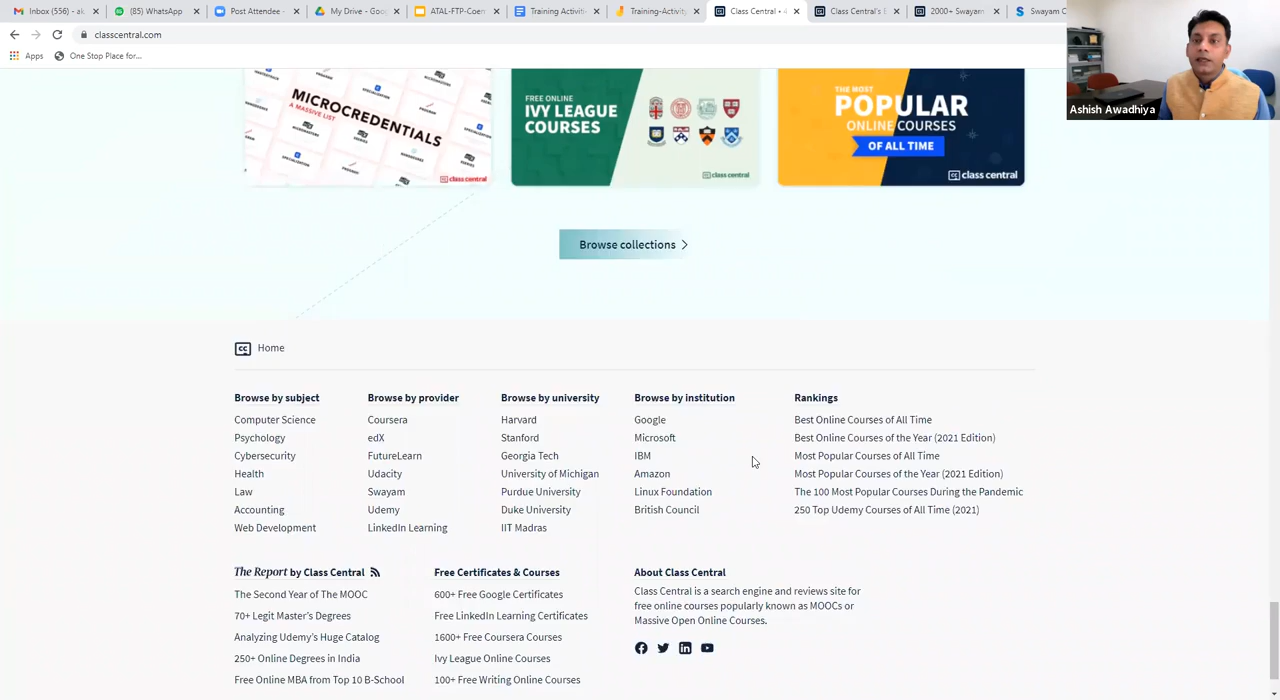 Inbox (556) - al
(85) WhatsApp
Post Attendee -
My Drive - Goog
ATAL-FTP-Coen
Training Activiti
Training-Activity
Class Central • 4
Class Central's B
2000+ Swayam
Swayam C
classcentral.com
Apps
One Stop Place for...
Ashish Awadhiya
MICROCREDENTIALS
A MASSIVE LIST
class central
FREE ONLINE
IVY LEAGUE
COURSES
class central
THE MOST
POPULAR
ONLINE COURSES
OF ALL TIME
class central
Browse collections
cc Home
Browse by subject
Computer Science
Psychology
Cybersecurity
Health
Law
Accounting
Web Development
Browse by provider
Coursera
edX
FutureLearn
Udacity
Swayam
Udemy
LinkedIn Learning
Browse by university
Harvard
Stanford
Georgia Tech
University of Michigan
Purdue University
Duke University
IIT Madras
Browse by institution
Google
Microsoft
IBM
Amazon
Linux Foundation
British Council
Rankings
Best Online Courses of All Time
Best Online Courses of the Year (2021 Edition)
Most Popular Courses of All Time
Most Popular Courses of the Year (2021 Edition)
The 100 Most Popular Courses During the Pandemic
250 Top Udemy Courses of All Time (2021)
The Report by Class Central
The Second Year of The MOOC
70+ Legit Master's Degrees
Analyzing Udemy's Huge Catalog
250+ Online Degrees in India
Free Online MBA from Top 10 B-School
Free Certificates & Courses
600+ Free Google Certificates
Free LinkedIn Learning Certificates
1600+ Free Coursera Courses
Ivy League Online Courses
100+ Free Writing Online Courses
About Class Central
Class Central is a search engine and reviews site for
free online courses popularly known as MOOCs or
Massive Open Online Courses.